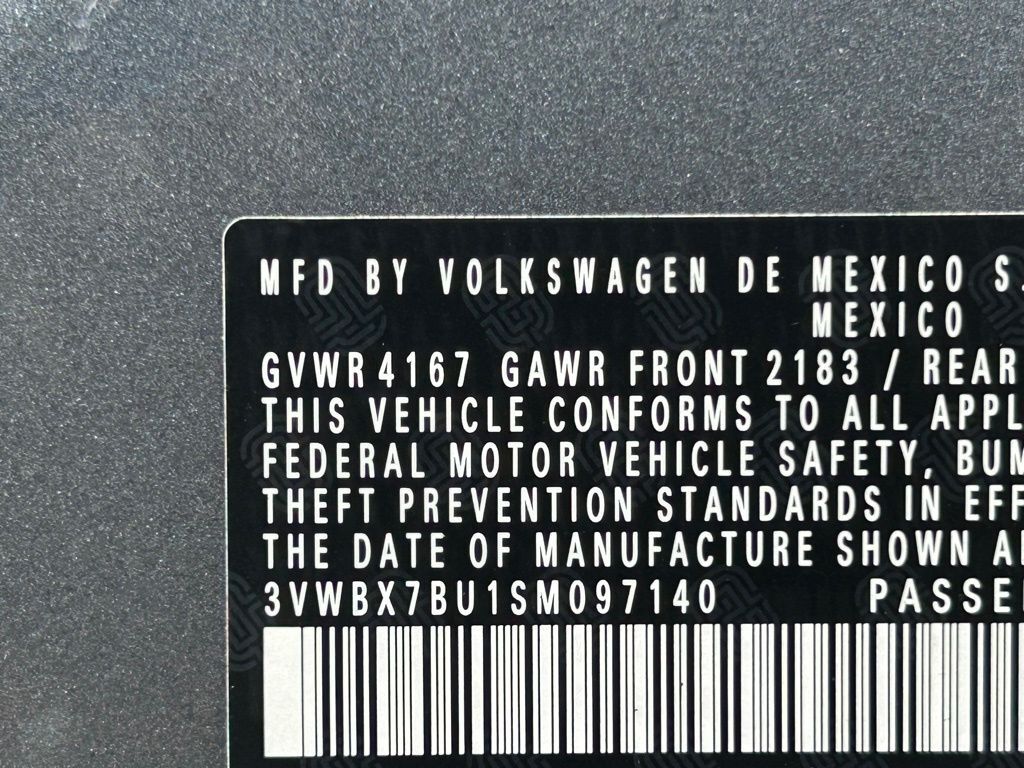 MFD BY VOLKSWAGEN DE MEXICO S.
MEXICO
GVWR 4167 GAWR FRONT 2183 / REAR
THIS VEHICLE CONFORMS TO ALL APPL
FEDERAL MOTOR VEHICLE SAFETY, BUM
THEFT PREVENTION STANDARDS IN EFF
THE DATE OF MANUFACTURE SHOWN A
3VWBX7BU1SM097140 PASSE